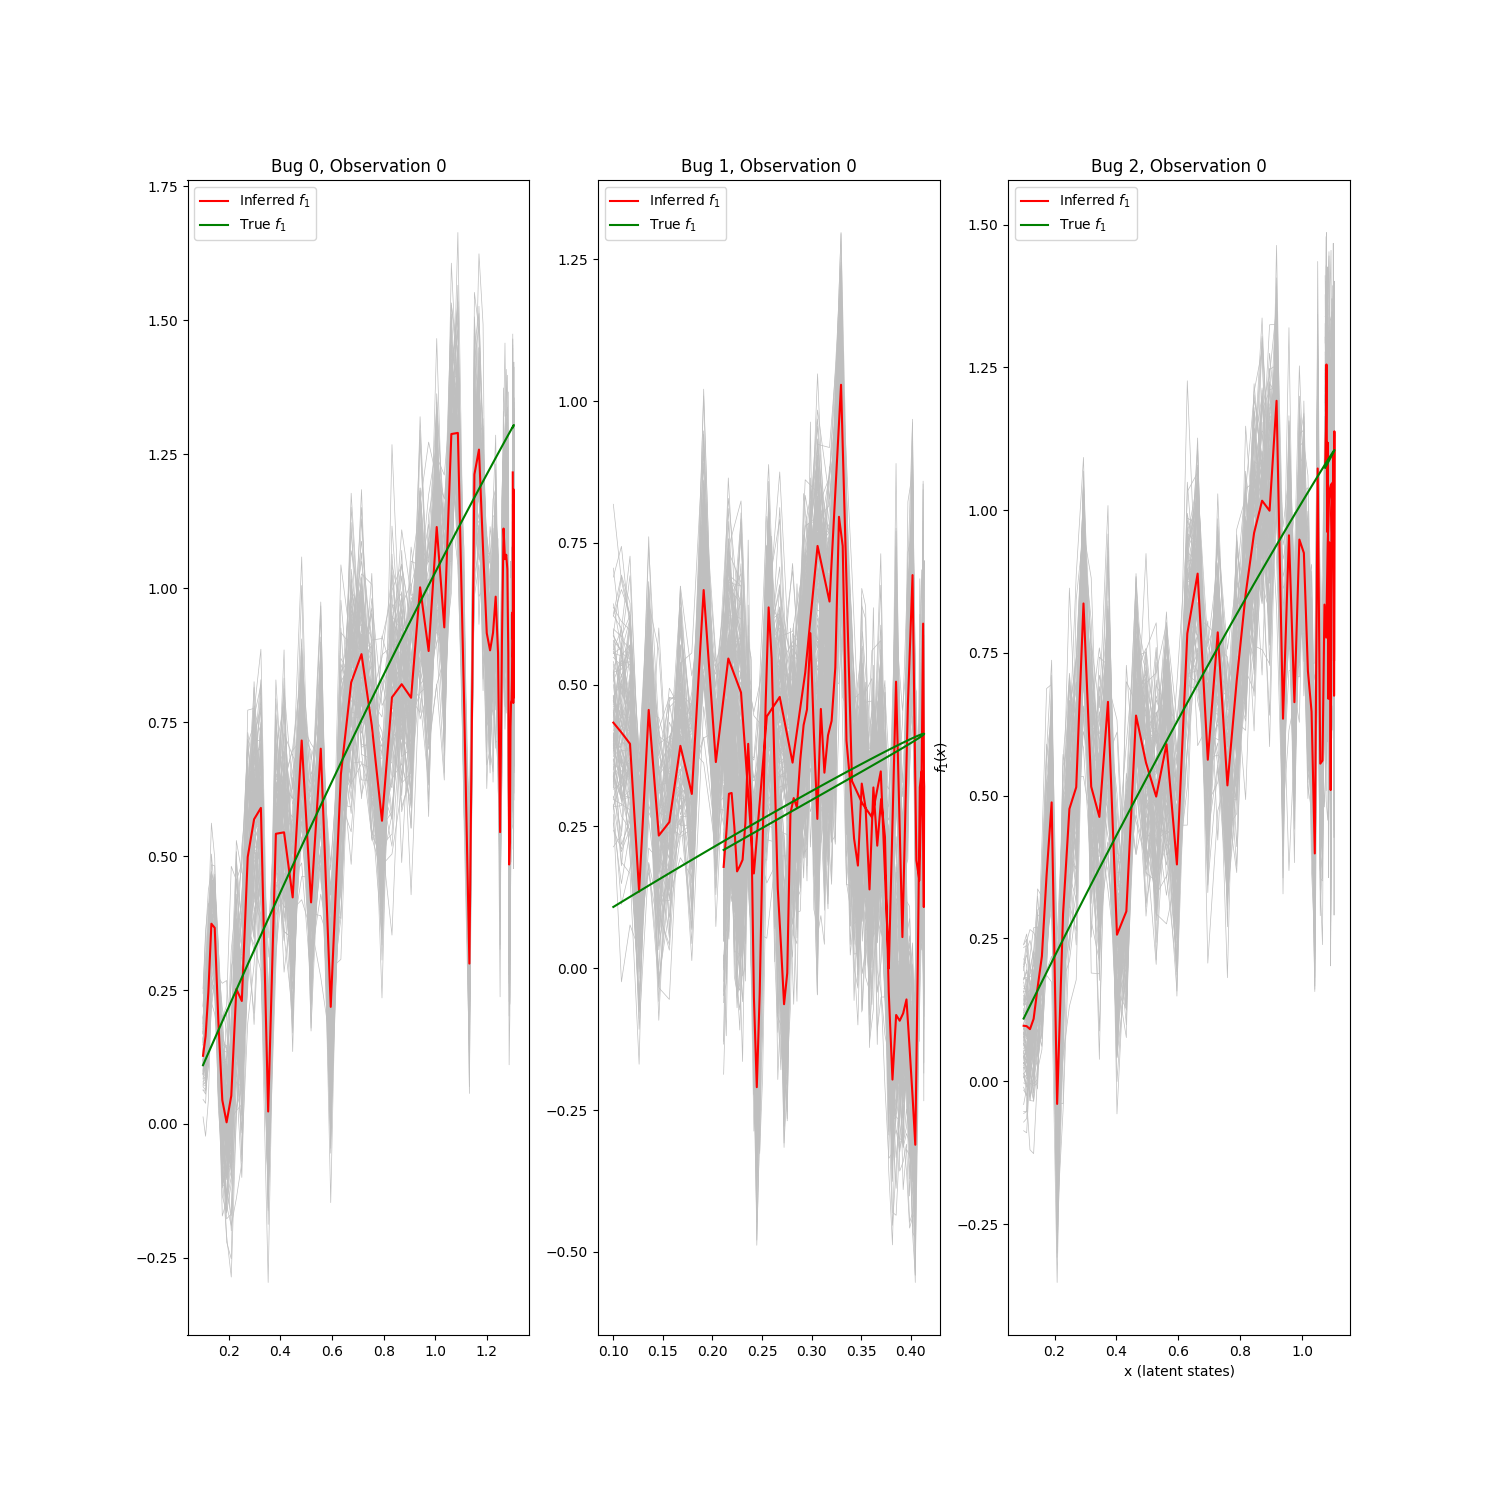 Bug 0, Observation 0
Inferred f₁
True f₁
1.75
1.50
1.25
1.00
0.75
0.50
0.25
0.00
−0.25
0.2 0.4 0.6 0.8 1.0 1.2
Bug 1, Observation 0
Inferred f₁
True f₁
1.25
1.00
0.75
0.50
0.25
0.00
−0.25
−0.50
0.10 0.15 0.20 0.25 0.30 0.35 0.40
Bug 2, Observation 0
Inferred f₁
True f₁
f₁(x)
1.50
1.25
1.00
0.75
0.50
0.25
0.00
−0.25
0.2 0.4 0.6 0.8 1.0
x (latent states)